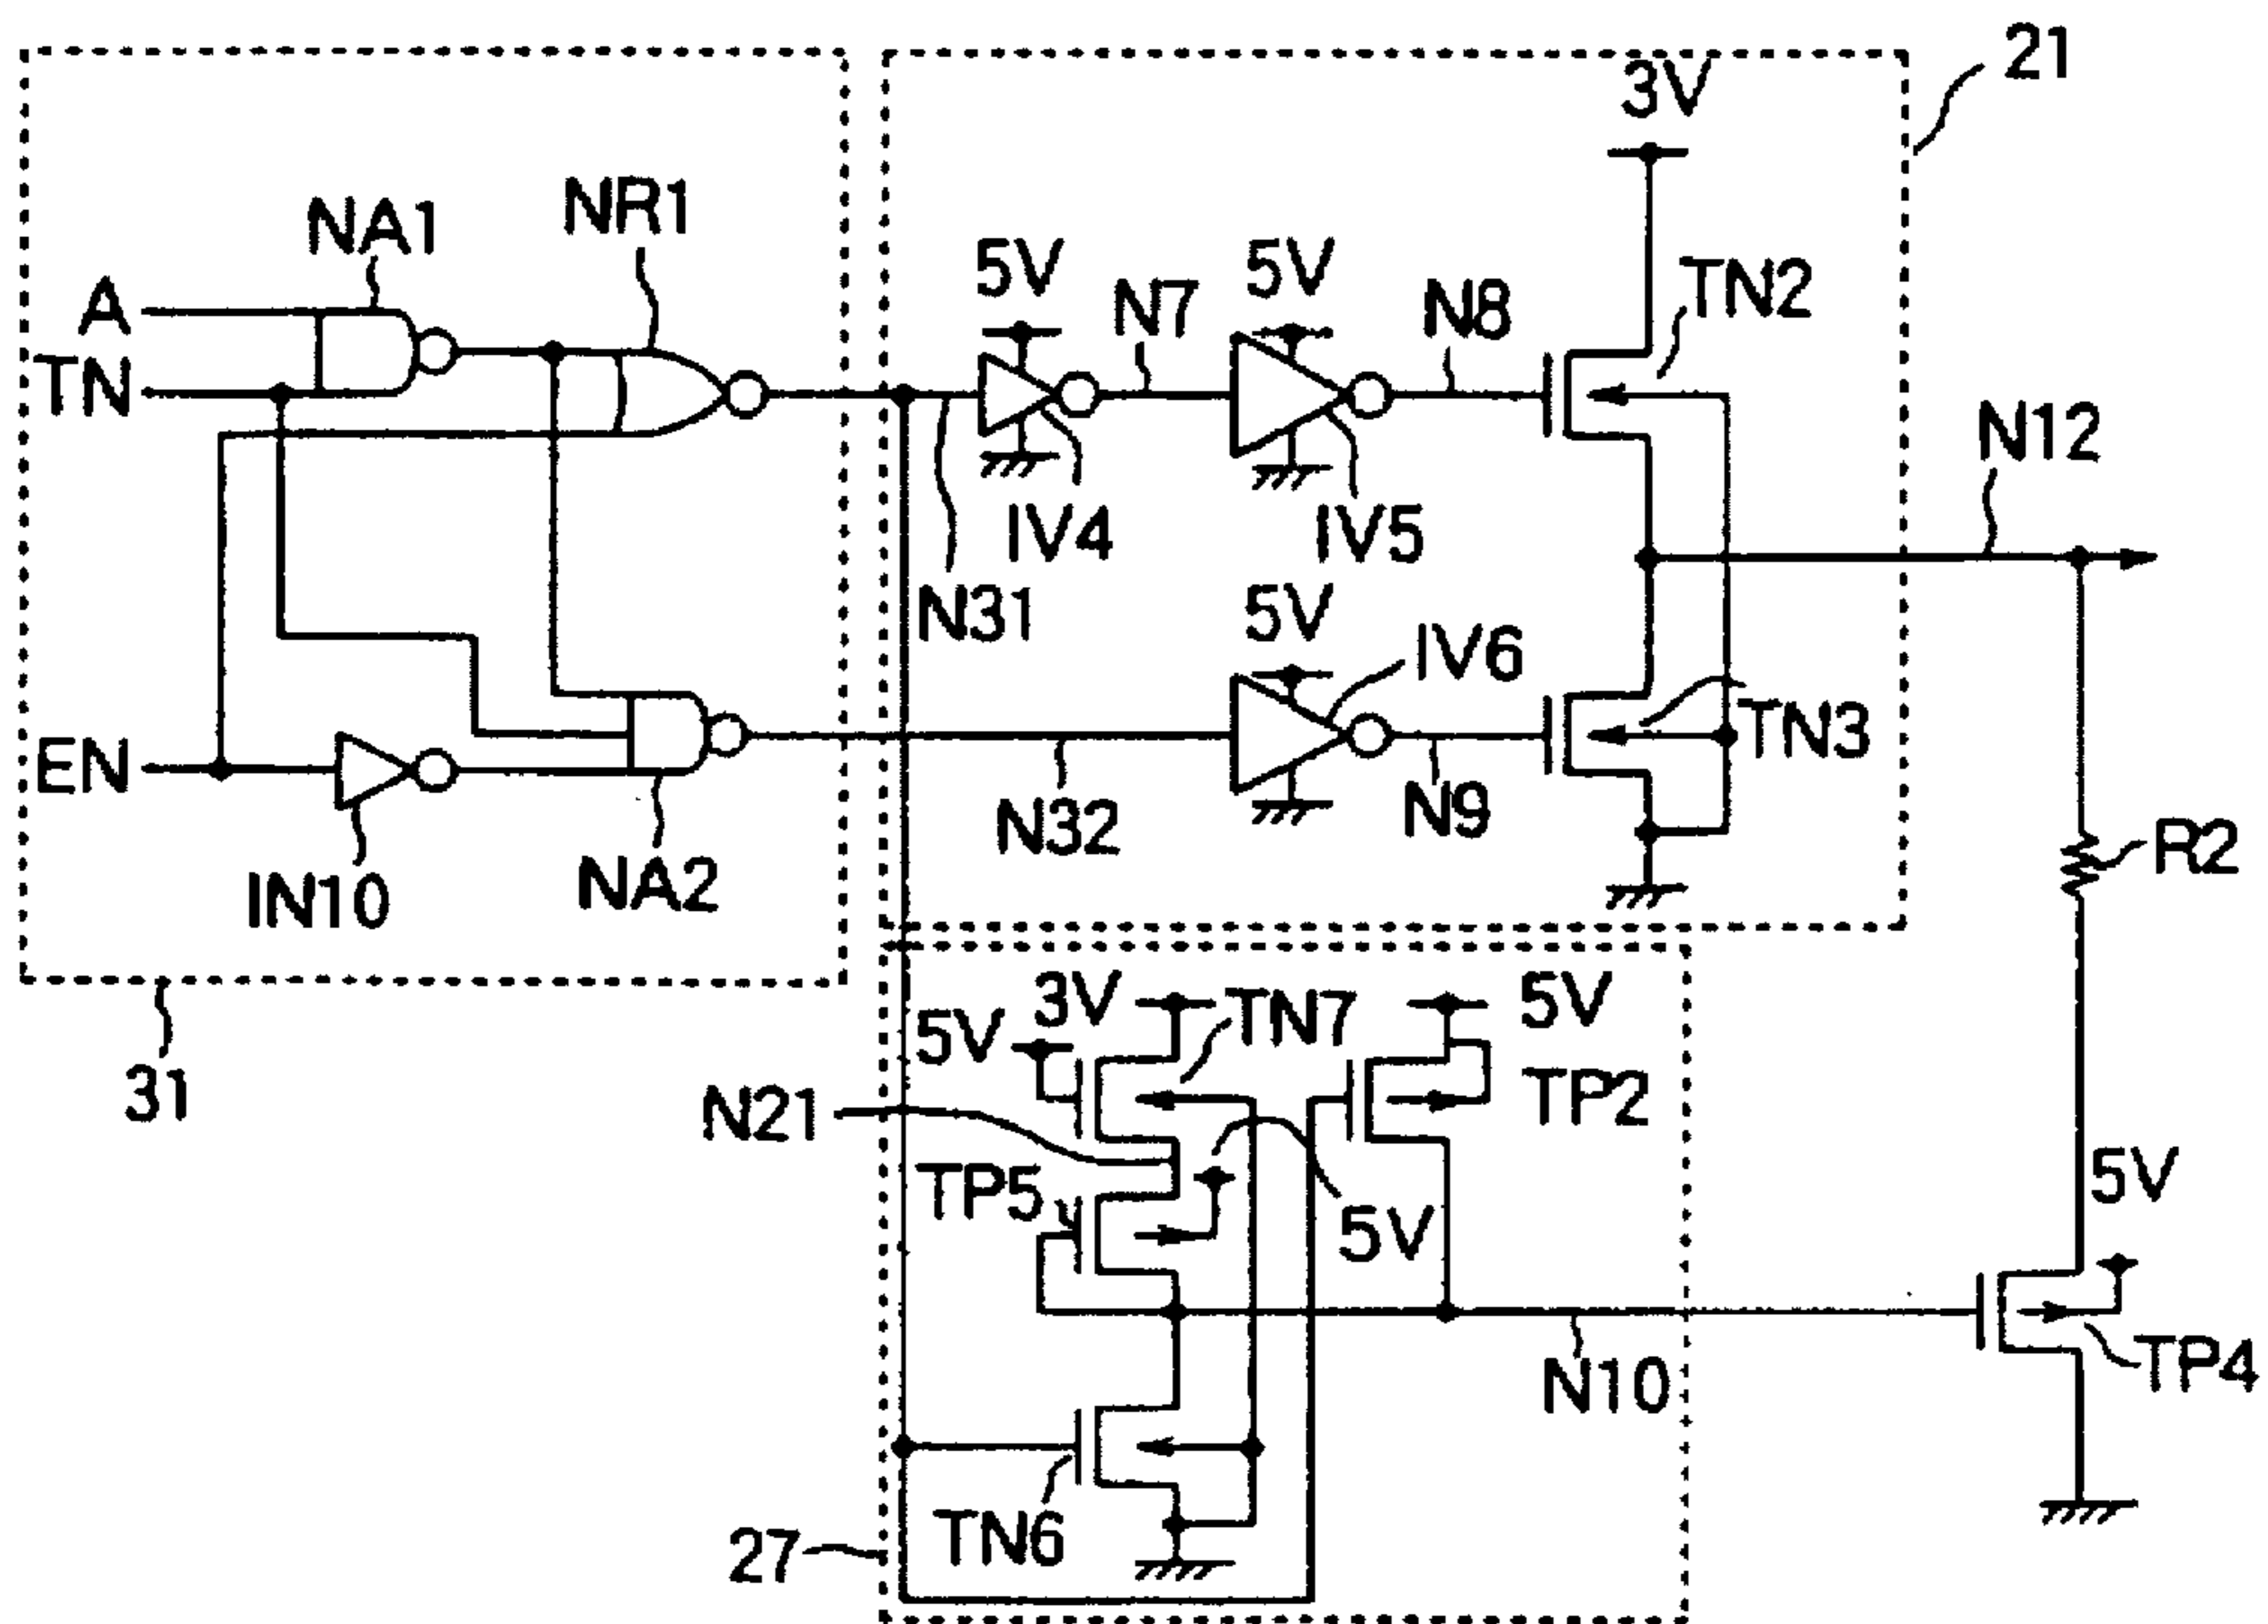 21
3V
NA1
NR1
5V
N7
5V
N8
TN2
A
TN
N12
IV4
IV5
N31
5V
IV6
TN3
EN
N32
N9
IN10
NA2
R2
3V
TN7
5V
5V
31
N21
TP2
TP5
5V
5V
N10
TP4
TN6
27